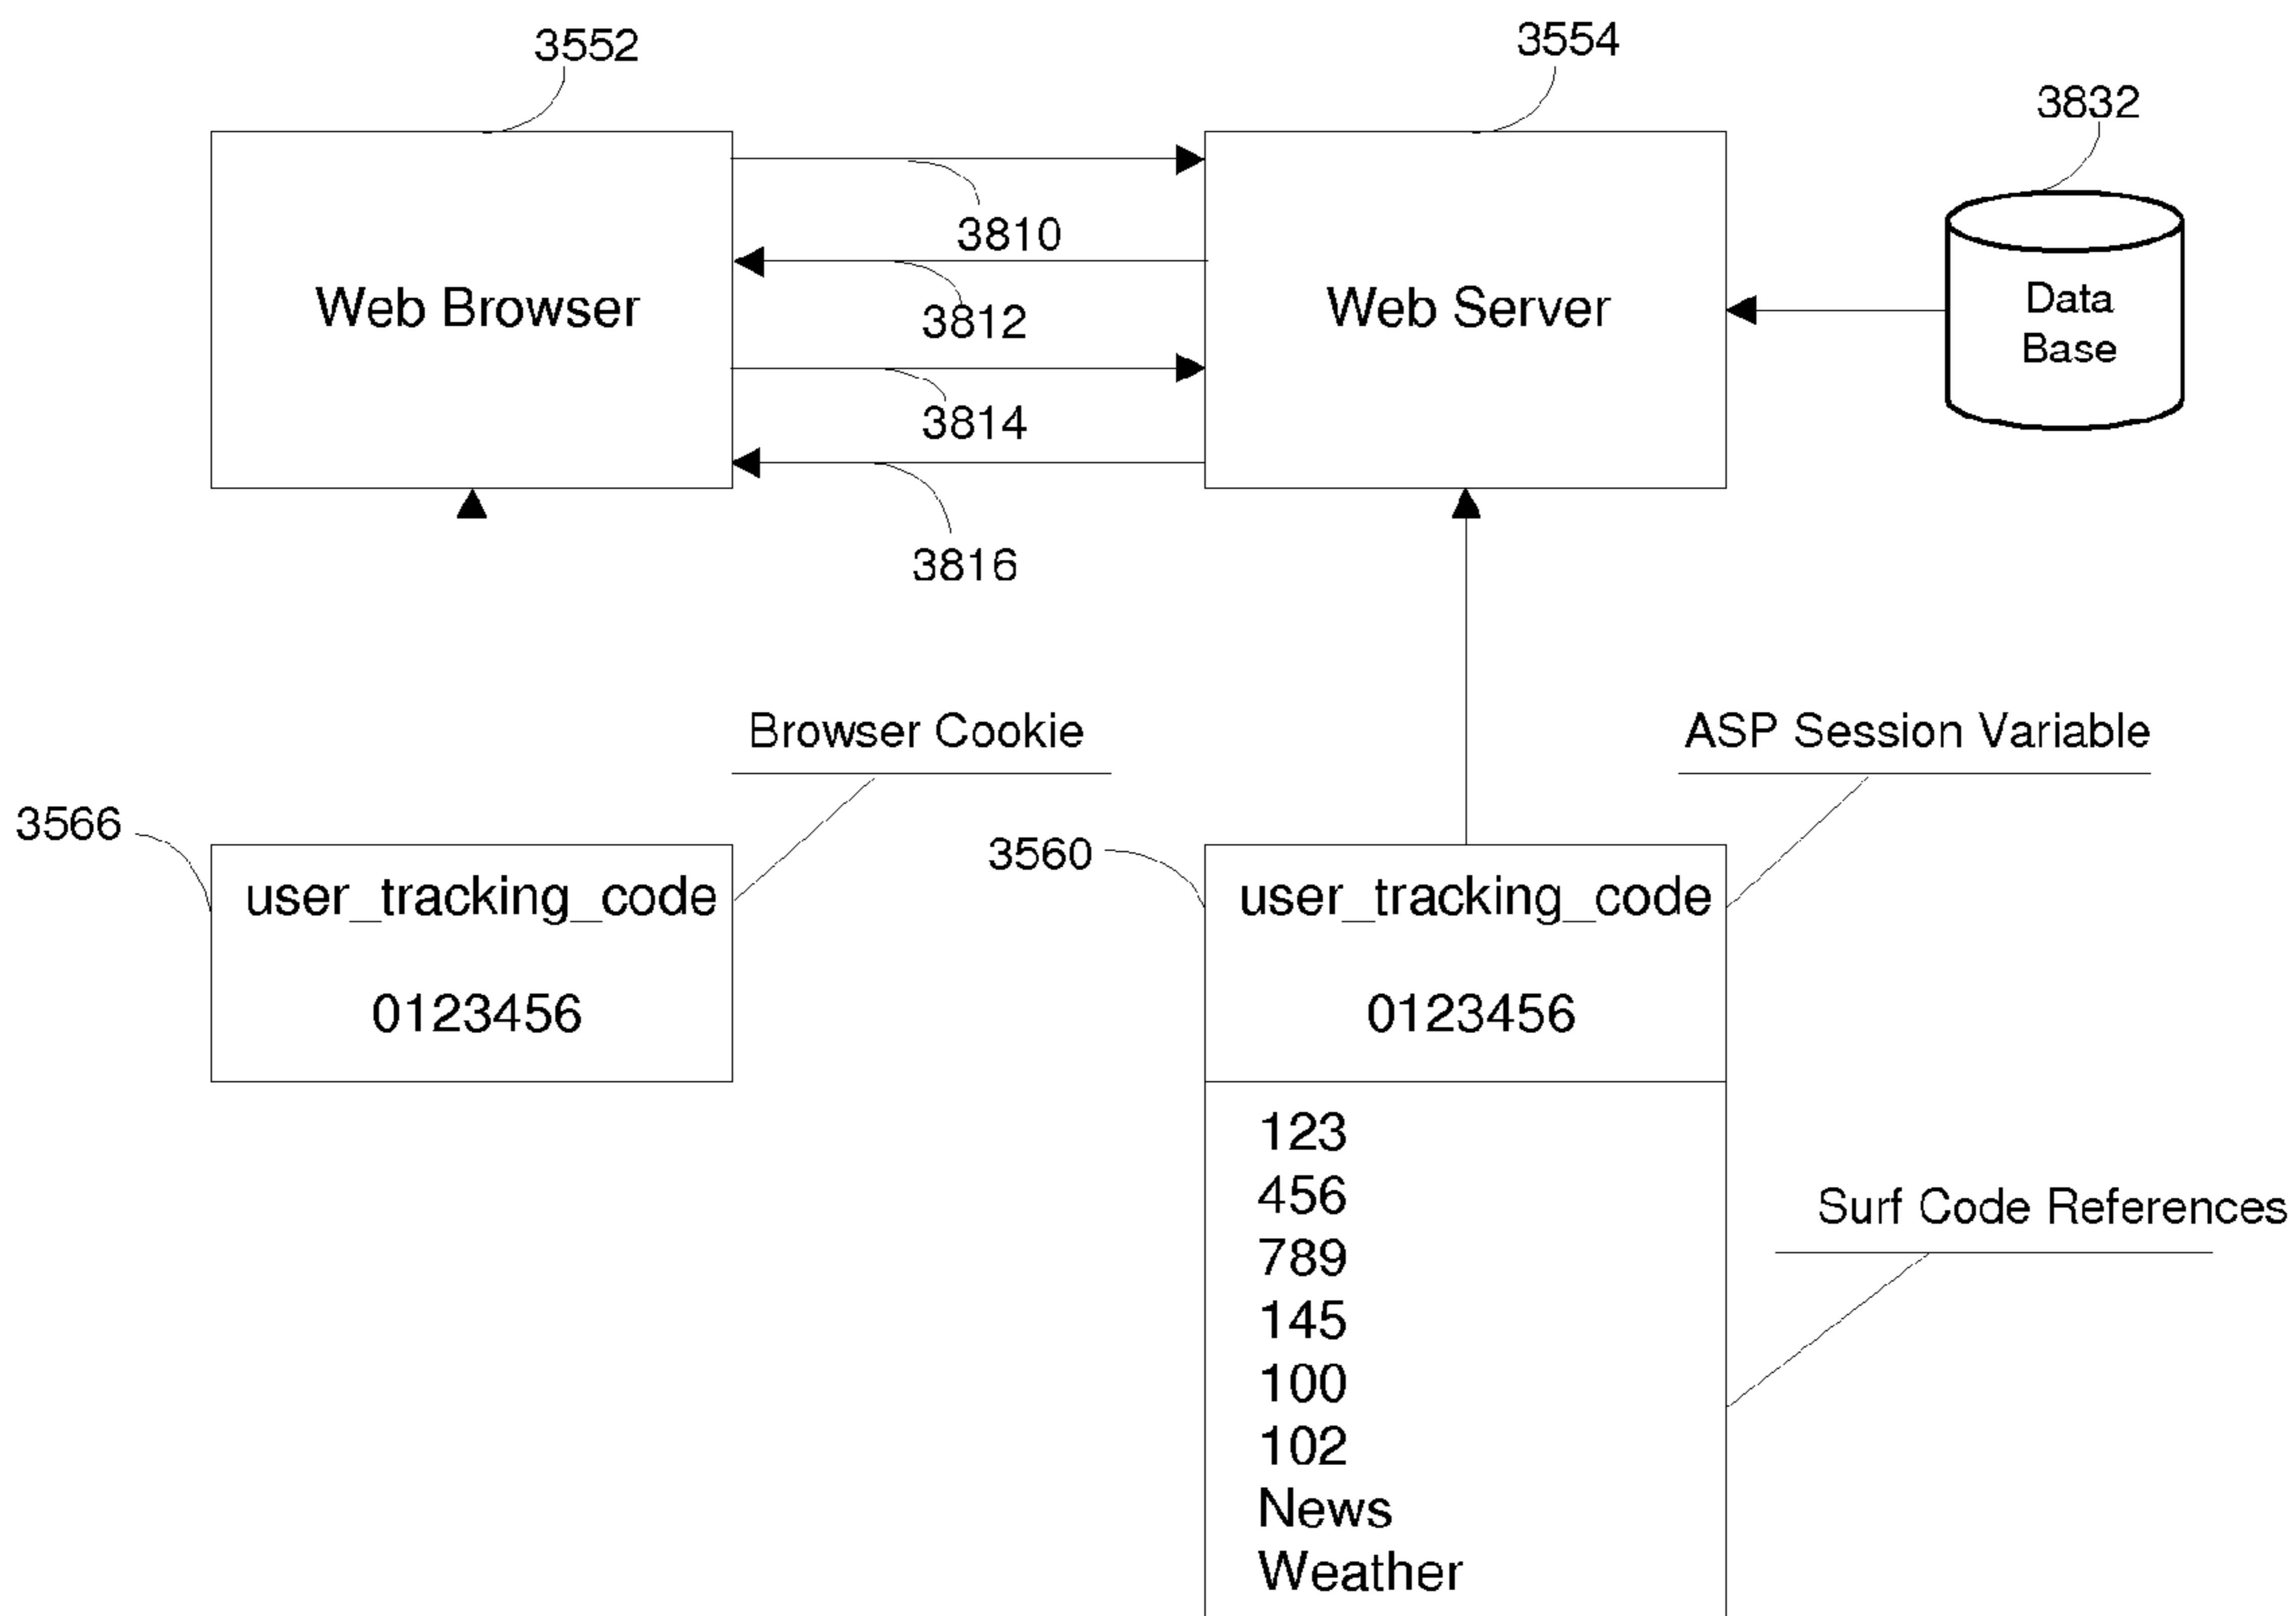 3552
3554
3832
3810
Web Browser
3812
Web Server
Data
Base
3814
3816
Browser Cookie
ASP Session Variable
3566
3560
user_tracking_code
0123456
user_tracking_code
0123456
123
456
789
145
100
102
News
Weather
Surf Code References